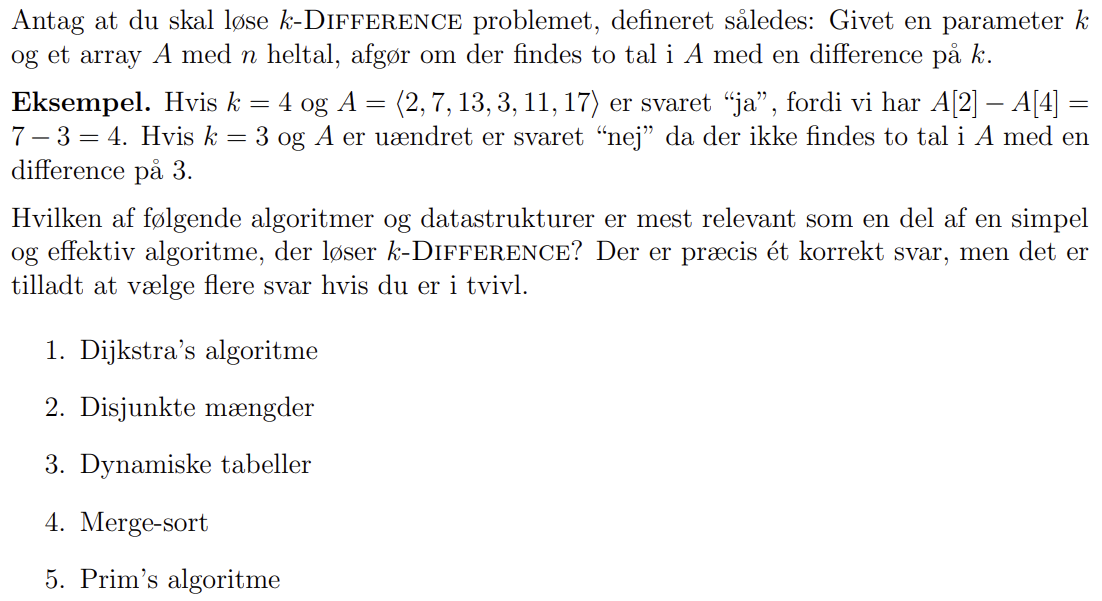 Antag at du skal løse k-DIFFERENCE problemet, defineret således: Givet en parameter k
og et array A med n heltal, afgør om der findes to tal i A med en difference på k.
Eksempel. Hvis k = 4 og A = ⟨2, 7, 13, 3, 11, 17⟩ er svaret “ja”, fordi vi har A[2] − A[4] =
7 − 3 = 4. Hvis k = 3 og A er uændret er svaret “nej” da der ikke findes to tal i A med en
difference på 3.
Hvilken af følgende algoritmer og datastrukturer er mest relevant som en del af en simpel
og effektiv algoritme, der løser k-DIFFERENCE? Der er præcis ét korrekt svar, men det er
tilladt at vælge flere svar hvis du er i tvivl.
1. Dijkstra’s algoritme
2. Disjunkte mængder
3. Dynamiske tabeller
4. Merge-sort
5. Prim’s algoritme